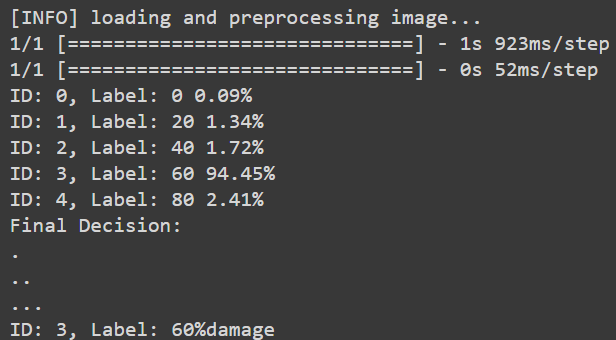 [INFO] loading and preprocessing image...
1/1 [==============================] - 1s 923ms/step
1/1 [==============================] - 0s 52ms/step
ID: 0, Label: 0 0.09%
ID: 1, Label: 20 1.34%
ID: 2, Label: 40 1.72%
ID: 3, Label: 60 94.45%
ID: 4, Label: 80 2.41%
Final Decision:
.
..
...
ID: 3, Label: 60%damage